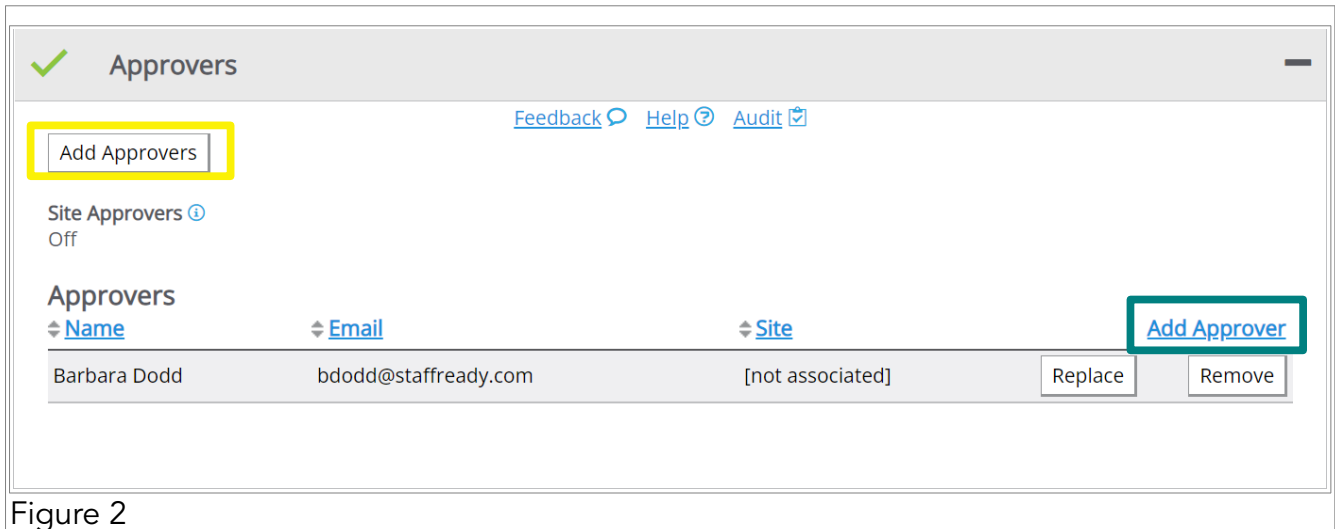 Approvers
Feedback Help Audit
Add Approvers
Site Approvers
Off
Approvers
Name Email Site Add Approver
Barbara Dodd bdodd@staffready.com [not associated] Replace Remove
Figure 2